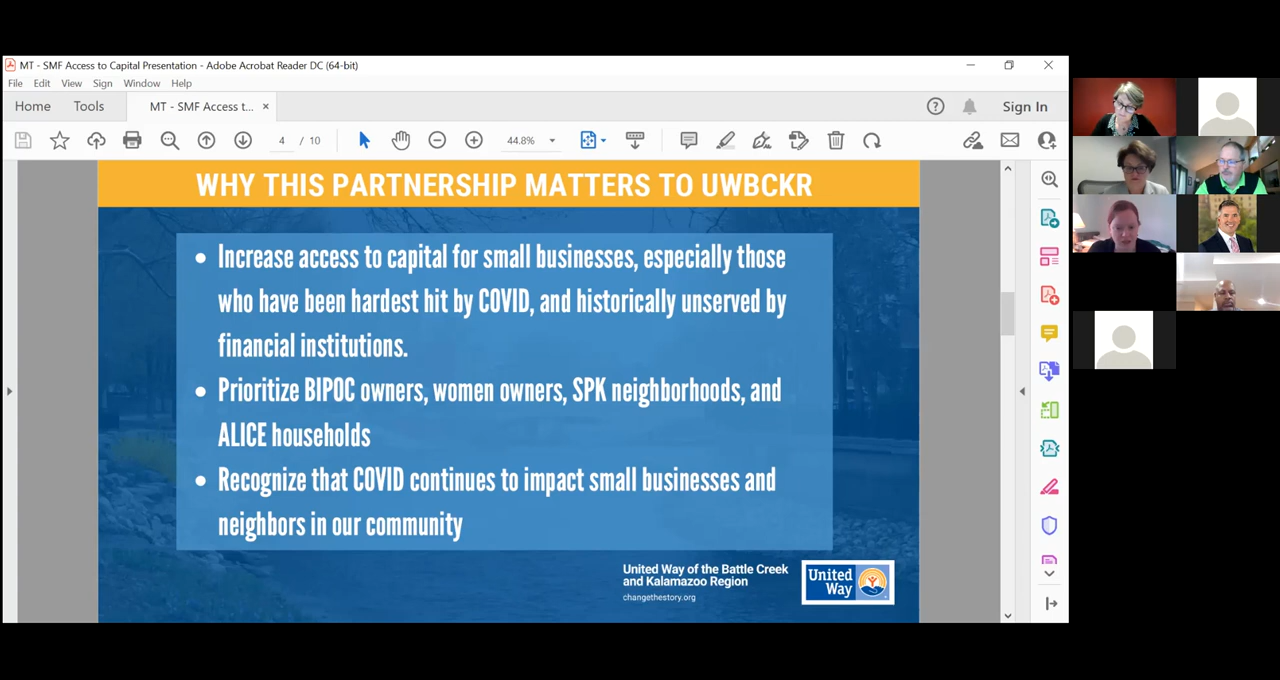 MT - SMF Access to Capital Presentation - Adobe Acrobat Reader DC (64-bit)
File Edit View Sign Window Help
Home Tools MT - SMF Access t... × Sign In
4 / 10 44.8%
WHY THIS PARTNERSHIP MATTERS TO UWBCKR
• Increase access to capital for small businesses, especially those
who have been hardest hit by COVID, and historically unserved by
financial institutions.
• Prioritize BIPOC owners, women owners, SPK neighborhoods, and
ALICE households
• Recognize that COVID continues to impact small businesses and
neighbors in our community
United Way of the Battle Creek
and Kalamazoo Region
changethestory.org
United
Way